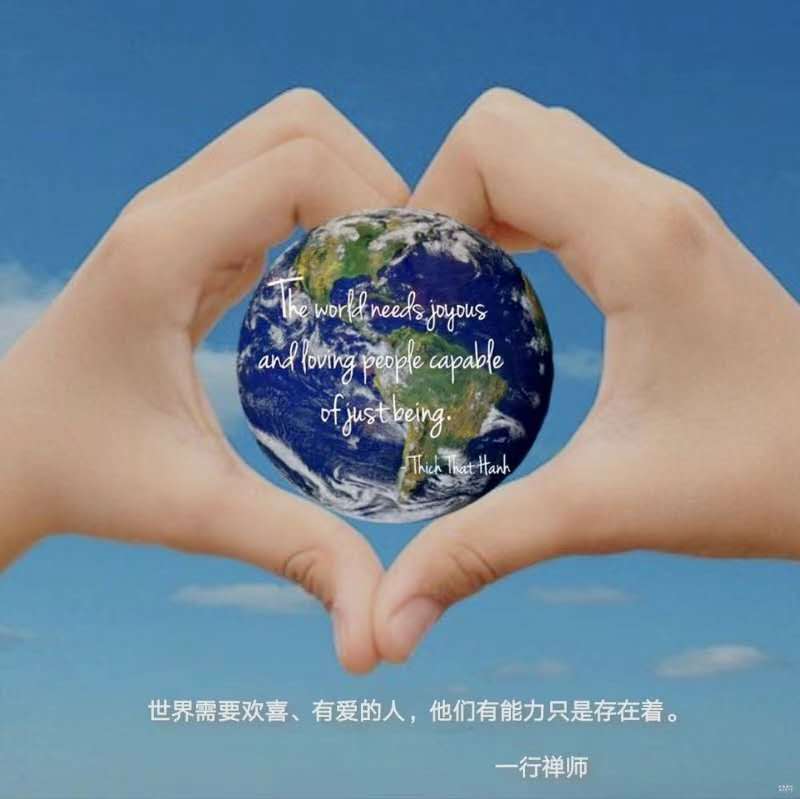 The world needs joyous
and loving people capable
of just being.
- Thich That Hanh
世界需要欢喜、有爱的人，他们有能力只是存在着。
一行禅师